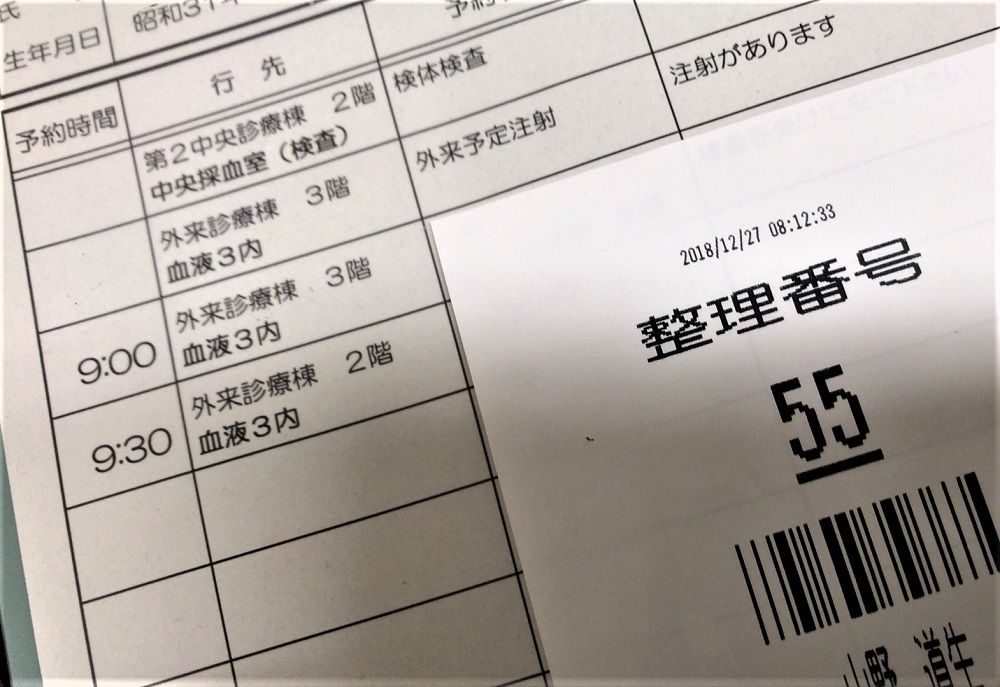 氏
生年月日 昭和31年
予約時間 行先
第2中央診療棟 2階
中央採血室（検査）
検体検査
外来診療棟 3階
血液3内
外来予定注射
注射があります
9:00 外来診療棟 3階
血液3内
9:30 外来診療棟 2階
血液3内
2018/12/27 08:12:33
整理番号
55